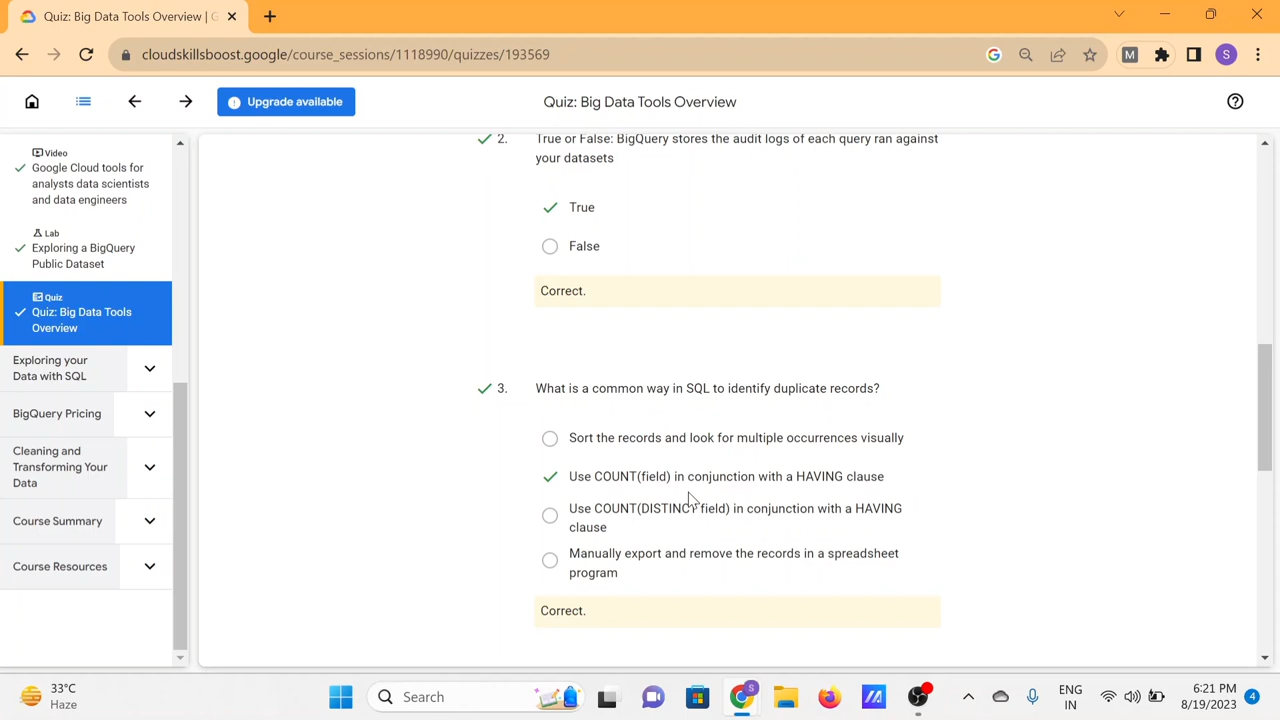 Quiz: Big Data Tools Overview | G
cloudskillsboost.google/course_sessions/1118990/quizzes/193569
G
M
S
Upgrade available
Quiz: Big Data Tools Overview
Video
Google Cloud tools for
analysts data scientists
and data engineers
Lab
Exploring a BigQuery
Public Dataset
Quiz
Quiz: Big Data Tools
Overview
Exploring your
Data with SQL
BigQuery Pricing
Cleaning and
Transforming Your
Data
Course Summary
Course Resources
2. True or False: BigQuery stores the audit logs of each query ran against
your datasets
True
False
Correct.
3. What is a common way in SQL to identify duplicate records?
Sort the records and look for multiple occurrences visually
Use COUNT(field) in conjunction with a HAVING clause
Use COUNT(DISTINCT field) in conjunction with a HAVING
clause
Manually export and remove the records in a spreadsheet
program
Correct.
33°C
Haze
Search
S
ENG
IN
6:21 PM
8/19/2023
4